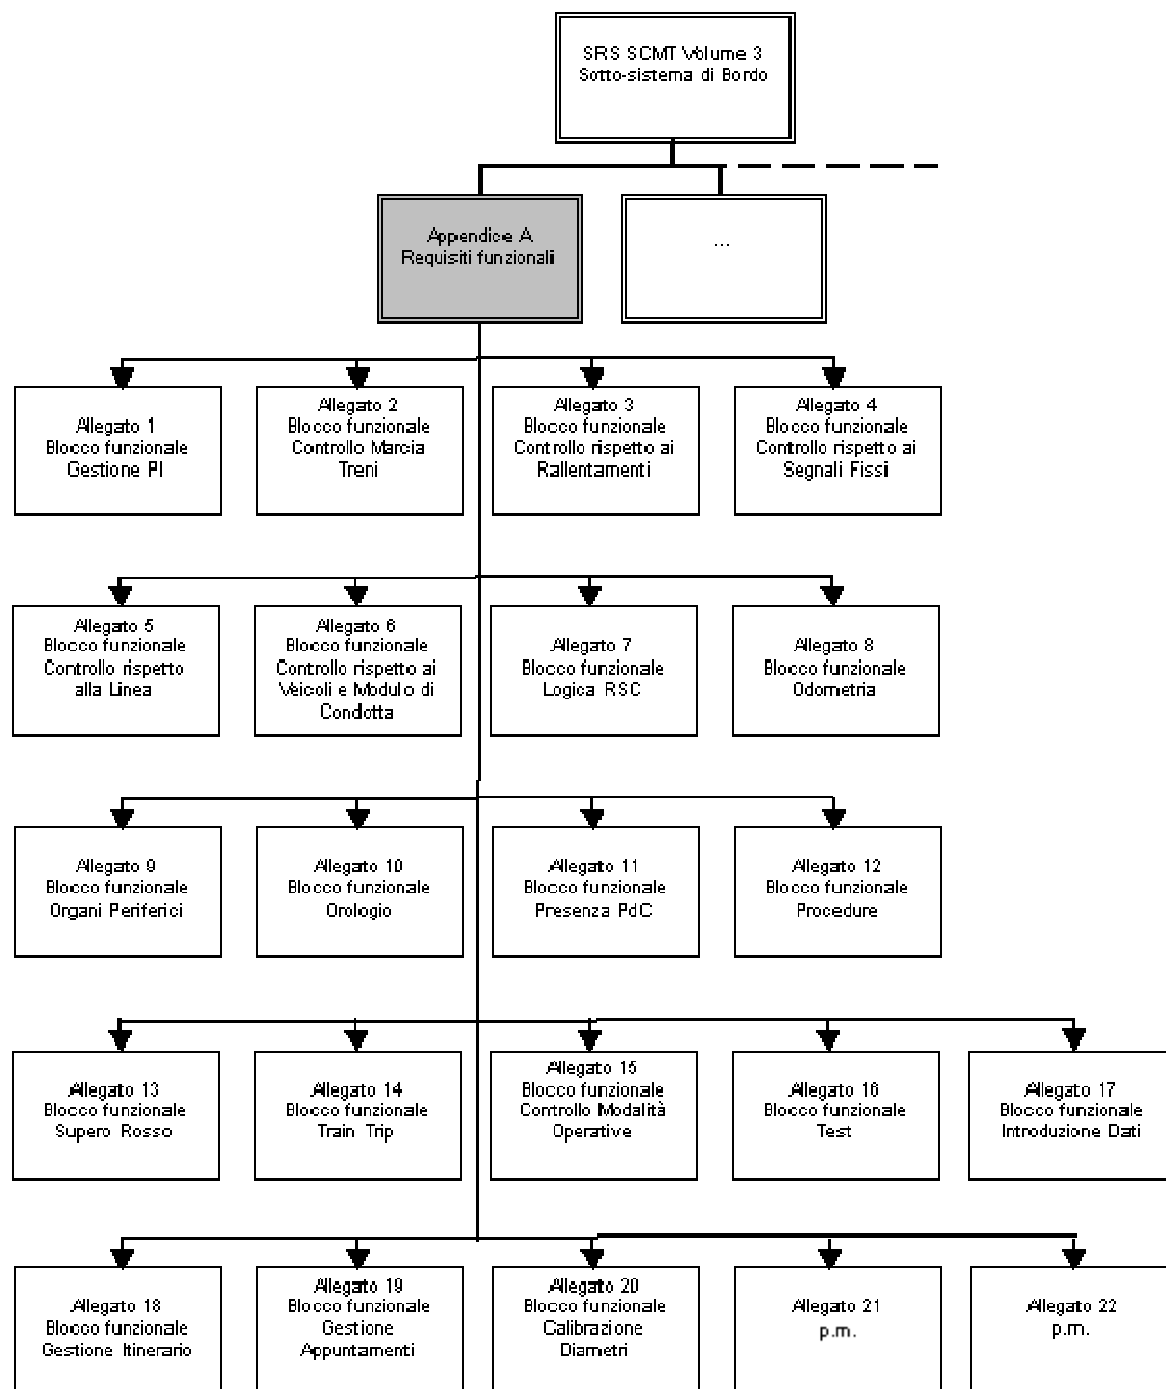 SRS SCMT Volume 3
Sotto-sistema di Bordo
Appendice A
Requisiti funzionali
...
Allegato 1
Blocco funzionale
Gestione PI
Allegato 2
Blocco funzionale
Controllo Marcia
Treni
Allegato 3
Blocco funzionale
Controllo rispetto ai
Rallentamenti
Allegato 4
Blocco funzionale
Controllo rispetto ai
Segnali Fissi
Allegato 5
Blocco funzionale
Controllo rispetto
alla Linea
Allegato 6
Blocco funzionale
Controllo rispetto ai
Veicoli e Modulo di
Condotta
Allegato 7
Blocco funzionale
Logica RSC
Allegato 8
Blocco funzionale
Odometria
Allegato 9
Blocco funzionale
Organi Periferici
Allegato 10
Blocco funzionale
Orologio
Allegato 11
Blocco funzionale
Presenza PdC
Allegato 12
Blocco funzionale
Procedure
Allegato 13
Blocco funzionale
Supero Rosso
Allegato 14
Blocco funzionale
Train Trip
Allegato 15
Blocco funzionale
Controllo Modalità
Operative
Allegato 16
Blocco funzionale
Test
Allegato 17
Blocco funzionale
Introduzione Dati
Allegato 18
Blocco funzionale
Gestione Itinerario
Allegato 19
Blocco funzionale
Gestione
Appuntamenti
Allegato 20
Blocco funzionale
Calibrazione
Diametri
Allegato 21
p.m.
Allegato 22
p.m.